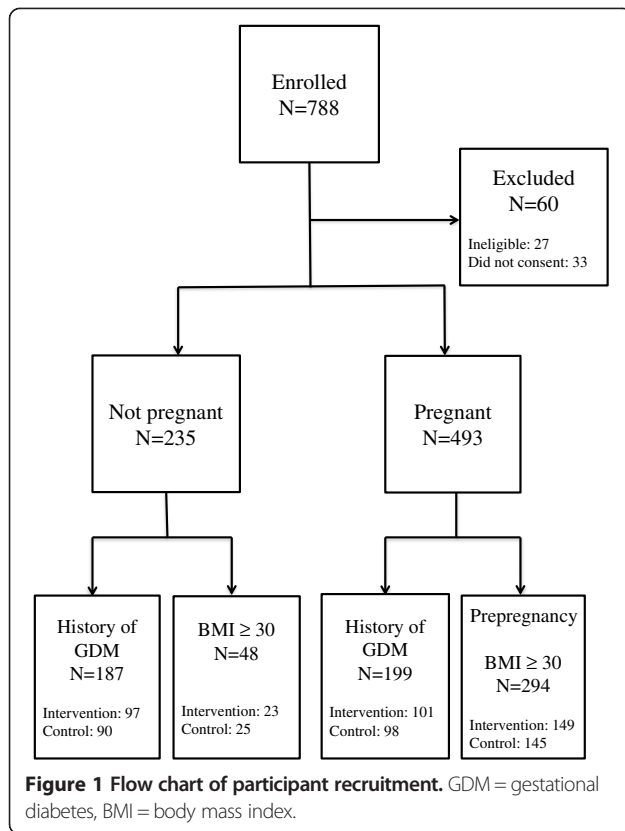 Enrolled
N=788
Excluded
N=60
Ineligible: 27
Did not consent: 33
Not pregnant
N=235
Pregnant
N=493
History of
GDM
N=187
Intervention: 97
Control: 90
BMI ≥ 30
N=48
Intervention: 23
Control: 25
History of
GDM
N=199
Intervention: 101
Control: 98
Prepregnancy
BMI ≥ 30
N=294
Intervention: 149
Control: 145
Figure 1 Flow chart of participant recruitment. GDM = gestational
diabetes, BMI = body mass index.